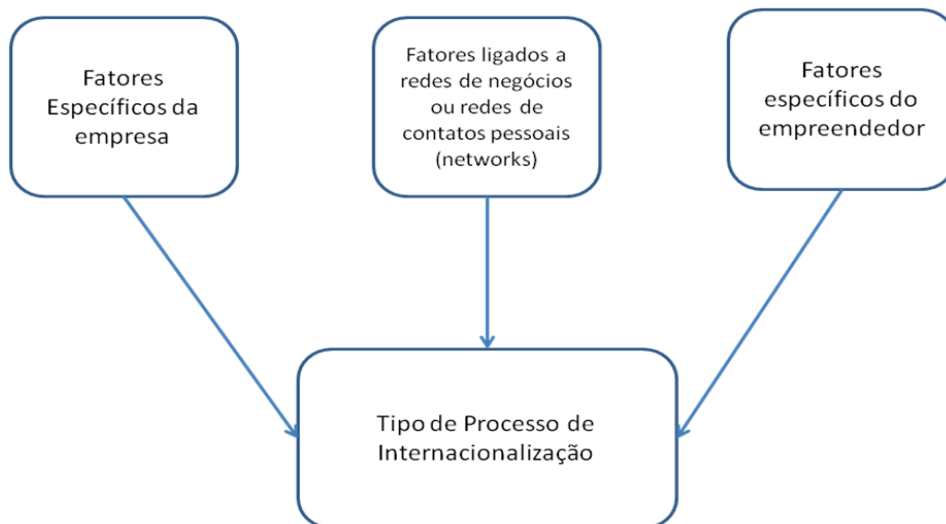 Fatores
Específicos da
empresa
Fatores ligados a
redes de negócios
ou redes de
contatos pessoais
(networks)
Fatores
específicos do
empreendedor
Tipo de Processo de
Internacionalização